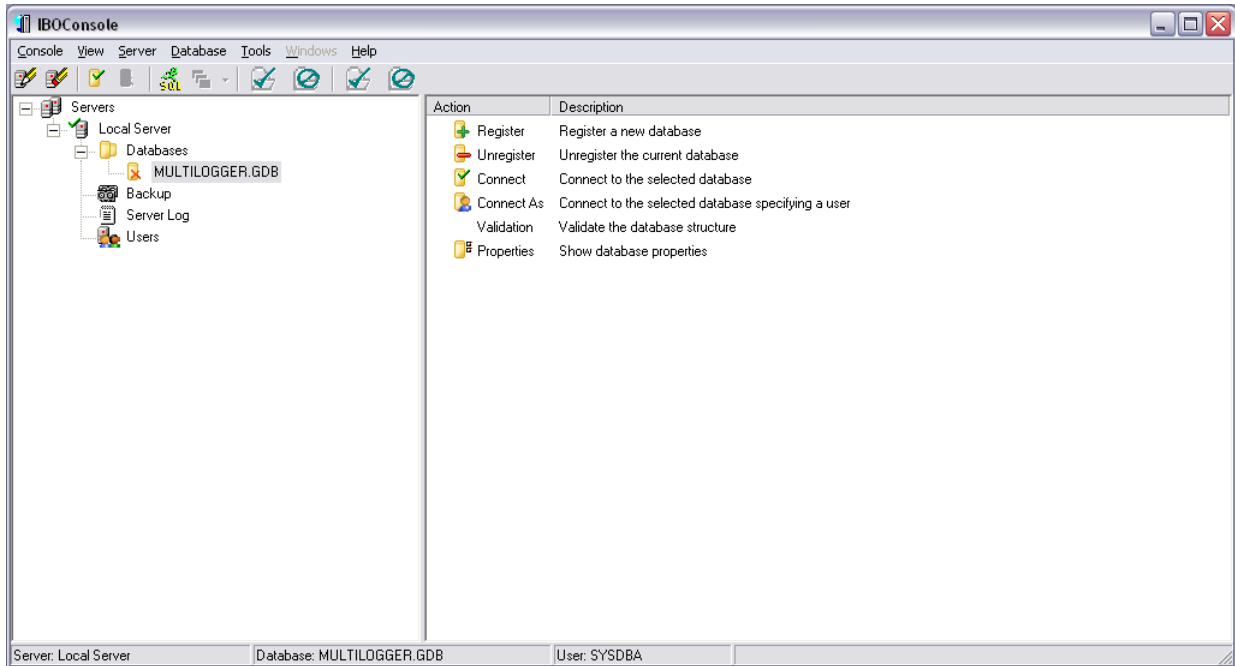 IBOConsole
Console View Server Database Tools Windows Help
SQL
Servers
Local Server
Databases
MULTILOGGER.GDB
Backup
Server Log
Users
Action Description
Register Register a new database
Unregister Unregister the current database
Connect Connect to the selected database
Connect As Connect to the selected database specifying a user
Validation Validate the database structure
Properties Show database properties
Server: Local Server Database: MULTILOGGER.GDB User: SYSDBA